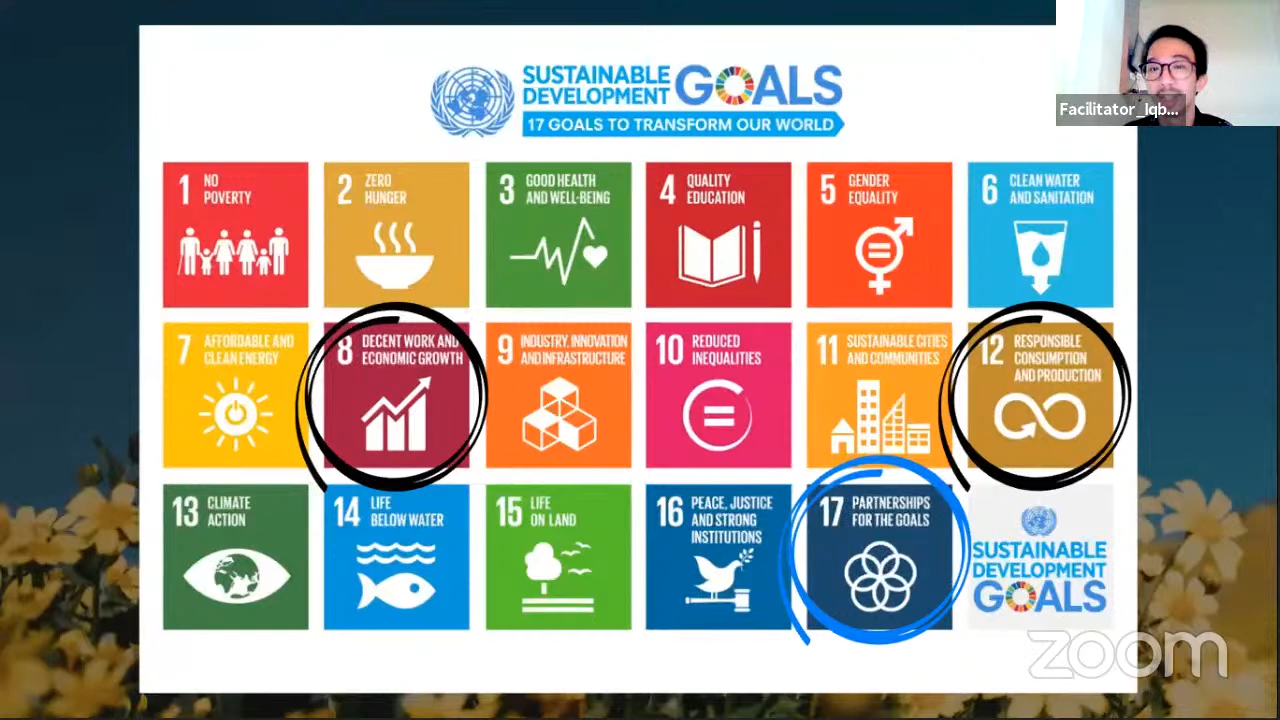 SUSTAINABLE
DEVELOPMENT
GOALS
17 GOALS TO TRANSFORM OUR WORLD
Facilitator_Iqb...
1 NO
POVERTY
2 ZERO
HUNGER
3 GOOD HEALTH
AND WELL-BEING
4 QUALITY
EDUCATION
5 GENDER
EQUALITY
6 CLEAN WATER
AND SANITATION
7 AFFORDABLE AND
CLEAN ENERGY
8 DECENT WORK AND
ECONOMIC GROWTH
9 INDUSTRY, INNOVATION
AND INFRASTRUCTURE
10 REDUCED
INEQUALITIES
11 SUSTAINABLE CITIES
AND COMMUNITIES
12 RESPONSIBLE
CONSUMPTION
AND PRODUCTION
13 CLIMATE
ACTION
14 LIFE
BELOW WATER
15 LIFE
ON LAND
16 PEACE, JUSTICE
AND STRONG
INSTITUTIONS
17 PARTNERSHIPS
FOR THE GOALS
SUSTAINABLE
DEVELOPMENT
GOALS
zoom